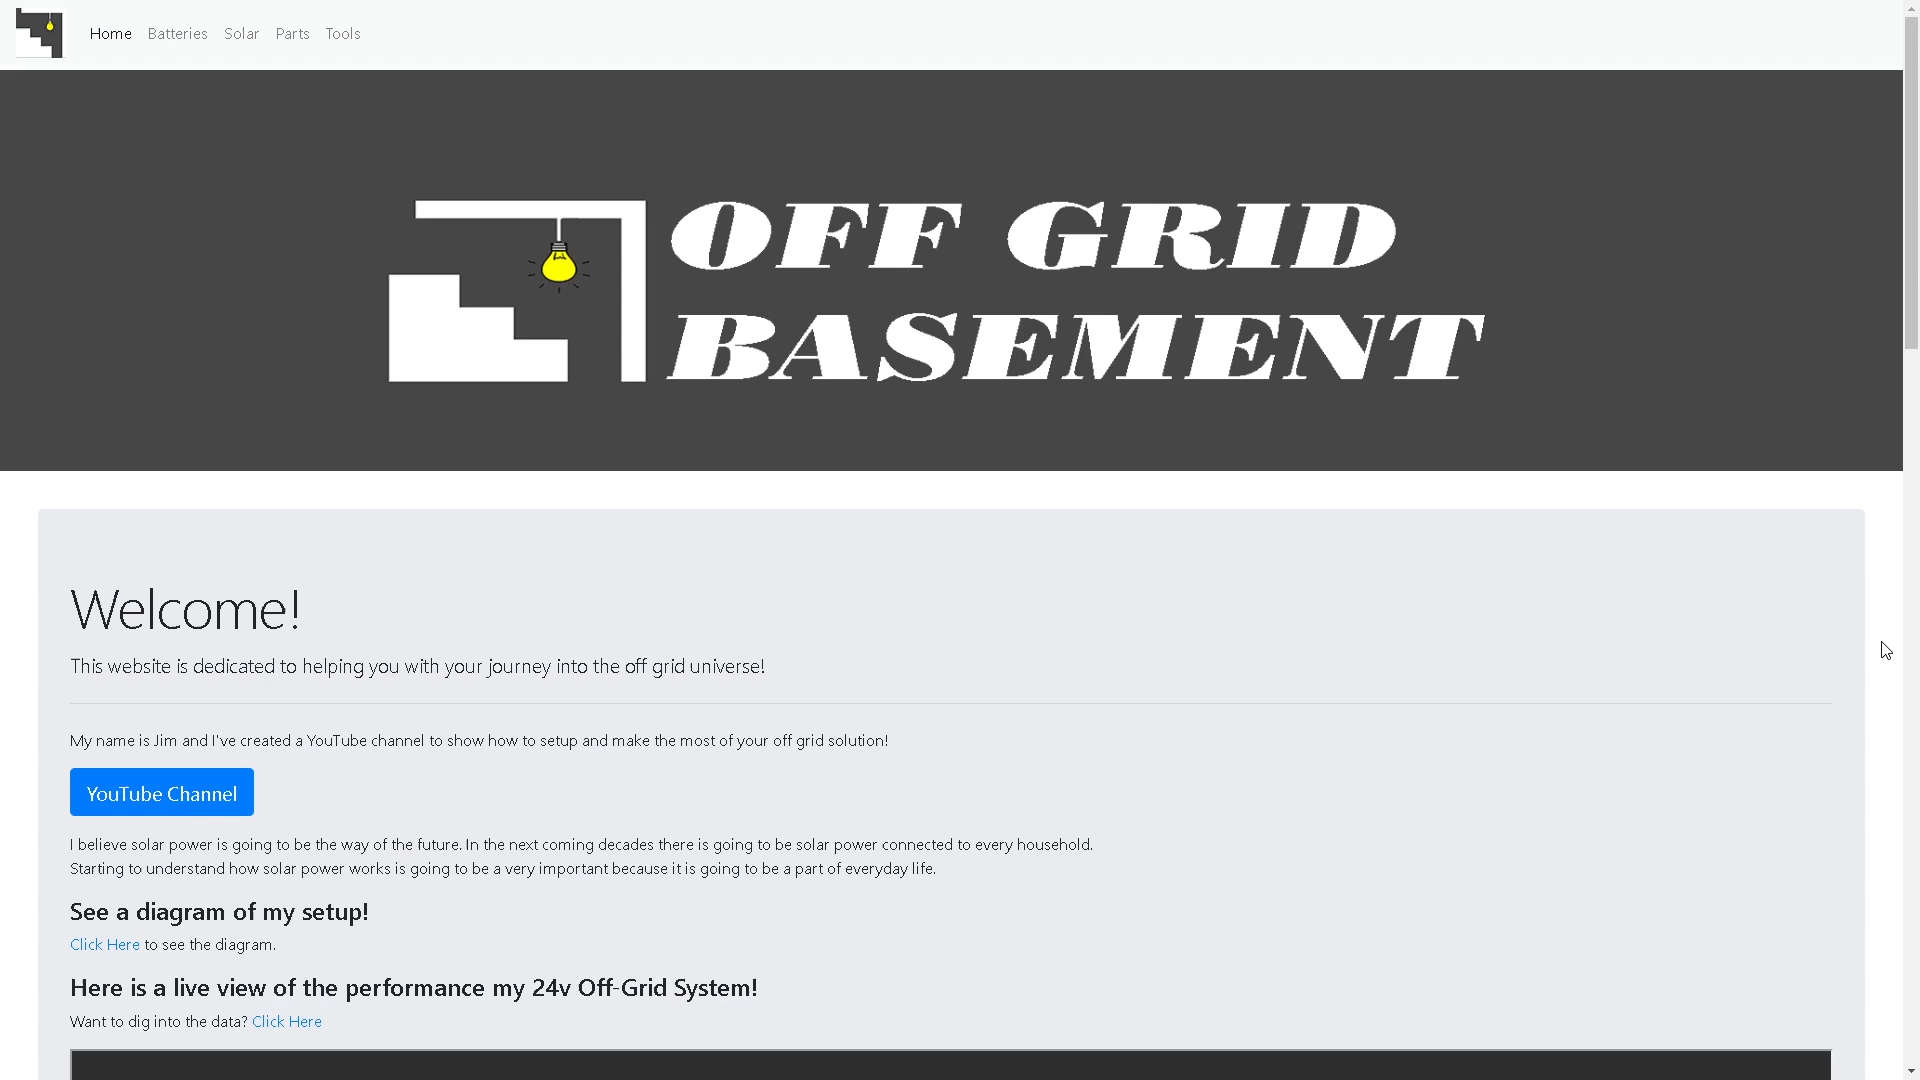 Home Batteries Solar Parts Tools
OFF GRID
BASEMENT
Welcome!
This website is dedicated to helping you with your journey into the off grid universe!
My name is Jim and I've created a YouTube channel to show how to setup and make the most of your off grid solution!
YouTube Channel
I believe solar power is going to be the way of the future. In the next coming decades there is going to be solar power connected to every household.
Starting to understand how solar power works is going to be a very important because it is going to be a part of everyday life.
See a diagram of my setup!
Click Here to see the diagram.
Here is a live view of the performance my 24v Off-Grid System!
Want to dig into the data? Click Here